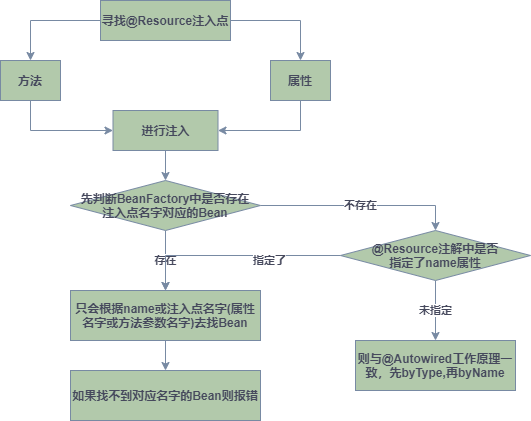 寻找@Resource注入点
方法
属性
进行注入
先判断BeanFactory中是否存在
注入点名字对应的Bean
不存在
@Resource注解中是否
指定了name属性
存在
指定了
只会根据name或注入点名字(属性
名字或方法参数名字)去找Bean
未指定
则与@Autowired工作原理一
致，先byType,再byName
如果找不到对应名字的Bean则报错